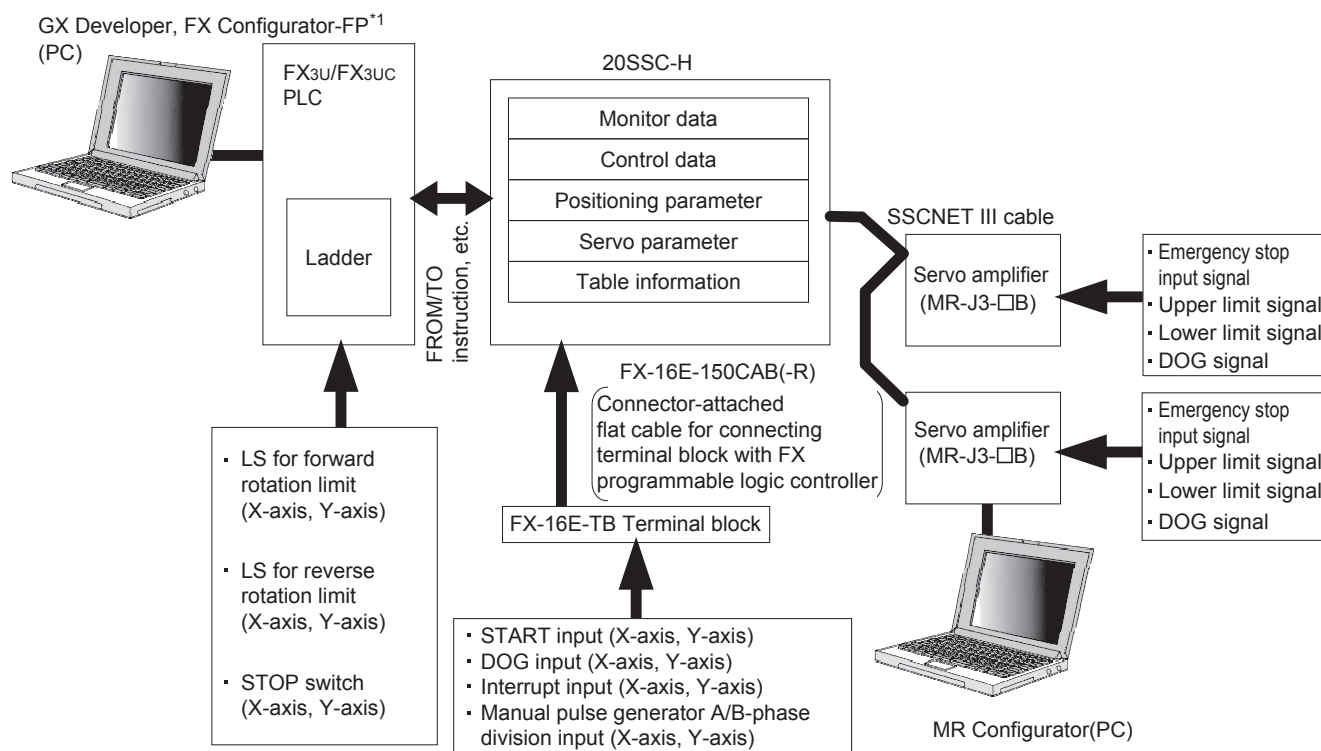 GX Developer, FX Configurator-FP*1
(PC)
FX3U/FX3UC
PLC
Ladder
FROM/TO
instruction, etc.
20SSC-H
Monitor data
Control data
Positioning parameter
Servo parameter
Table information
SSCNET III cable
Servo amplifier
(MR-J3-□B)
· Emergency stop
input signal
· Upper limit signal
· Lower limit signal
· DOG signal
Servo amplifier
(MR-J3-□B)
· Emergency stop
input signal
· Upper limit signal
· Lower limit signal
· DOG signal
FX-16E-150CAB(-R)
Connector-attached
flat cable for connecting
terminal block with FX
programmable logic controller
FX-16E-TB Terminal block
· LS for forward
rotation limit
(X-axis, Y-axis)
· LS for reverse
rotation limit
(X-axis, Y-axis)
· STOP switch
(X-axis, Y-axis)
· START input (X-axis, Y-axis)
· DOG input (X-axis, Y-axis)
· Interrupt input (X-axis, Y-axis)
· Manual pulse generator A/B-phase
division input (X-axis, Y-axis)
MR Configurator(PC)